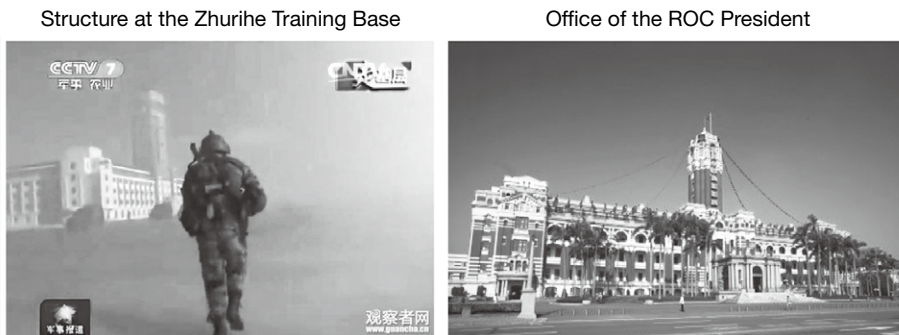 Structure at the Zhurihe Training Base
Office of the ROC President
CCTV 7
军事 农业
军事报道
观察者网
www.guancha.cn